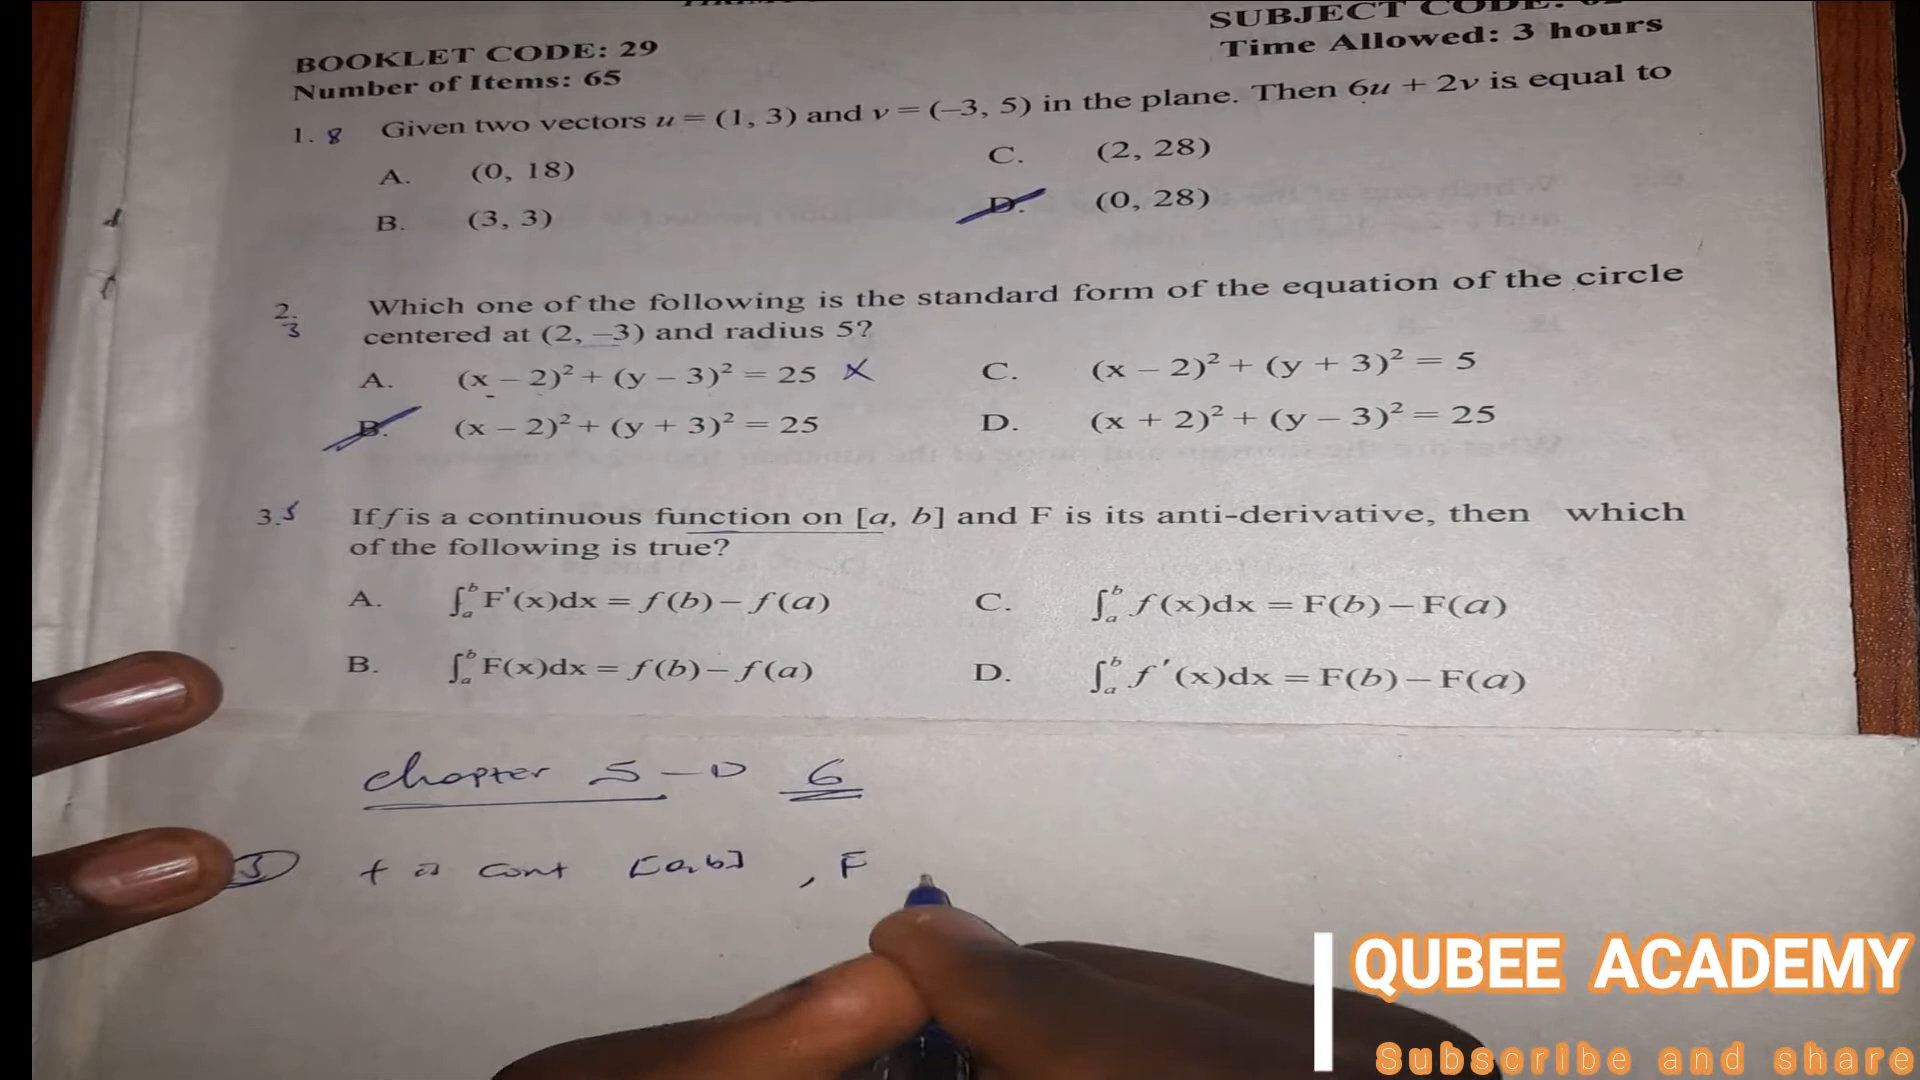 SUBJECT CODE:
BOOKLET CODE: 29
Time Allowed: 3 hours
Number of Items: 65
1. 8 Given two vectors u = (1, 3) and v = (–3, 5) in the plane. Then 6u + 2v is equal to
A. (0, 18) C. (2, 28)
B. (3, 3) D. (0, 28)
2. Which one of the following is the standard form of the equation of the circle
3 centered at (2, –3) and radius 5?
A. (x – 2)² + (y – 3)² = 25 X C. (x – 2)² + (y + 3)² = 5
B. (x – 2)² + (y + 3)² = 25 D. (x + 2)² + (y – 3)² = 25
3. 5 If f is a continuous function on [a, b] and F is its anti-derivative, then which
of the following is true?
A. ∫ₐᵇ F'(x)dx = f(b) – f(a) C. ∫ₐᵇ f(x)dx = F(b) – F(a)
B. ∫ₐᵇ F(x)dx = f(b) – f(a) D. ∫ₐᵇ f'(x)dx = F(b) – F(a)
chapter 5 6
f is cont [a,b], F
QUBEE ACADEMY
Subscribe and share